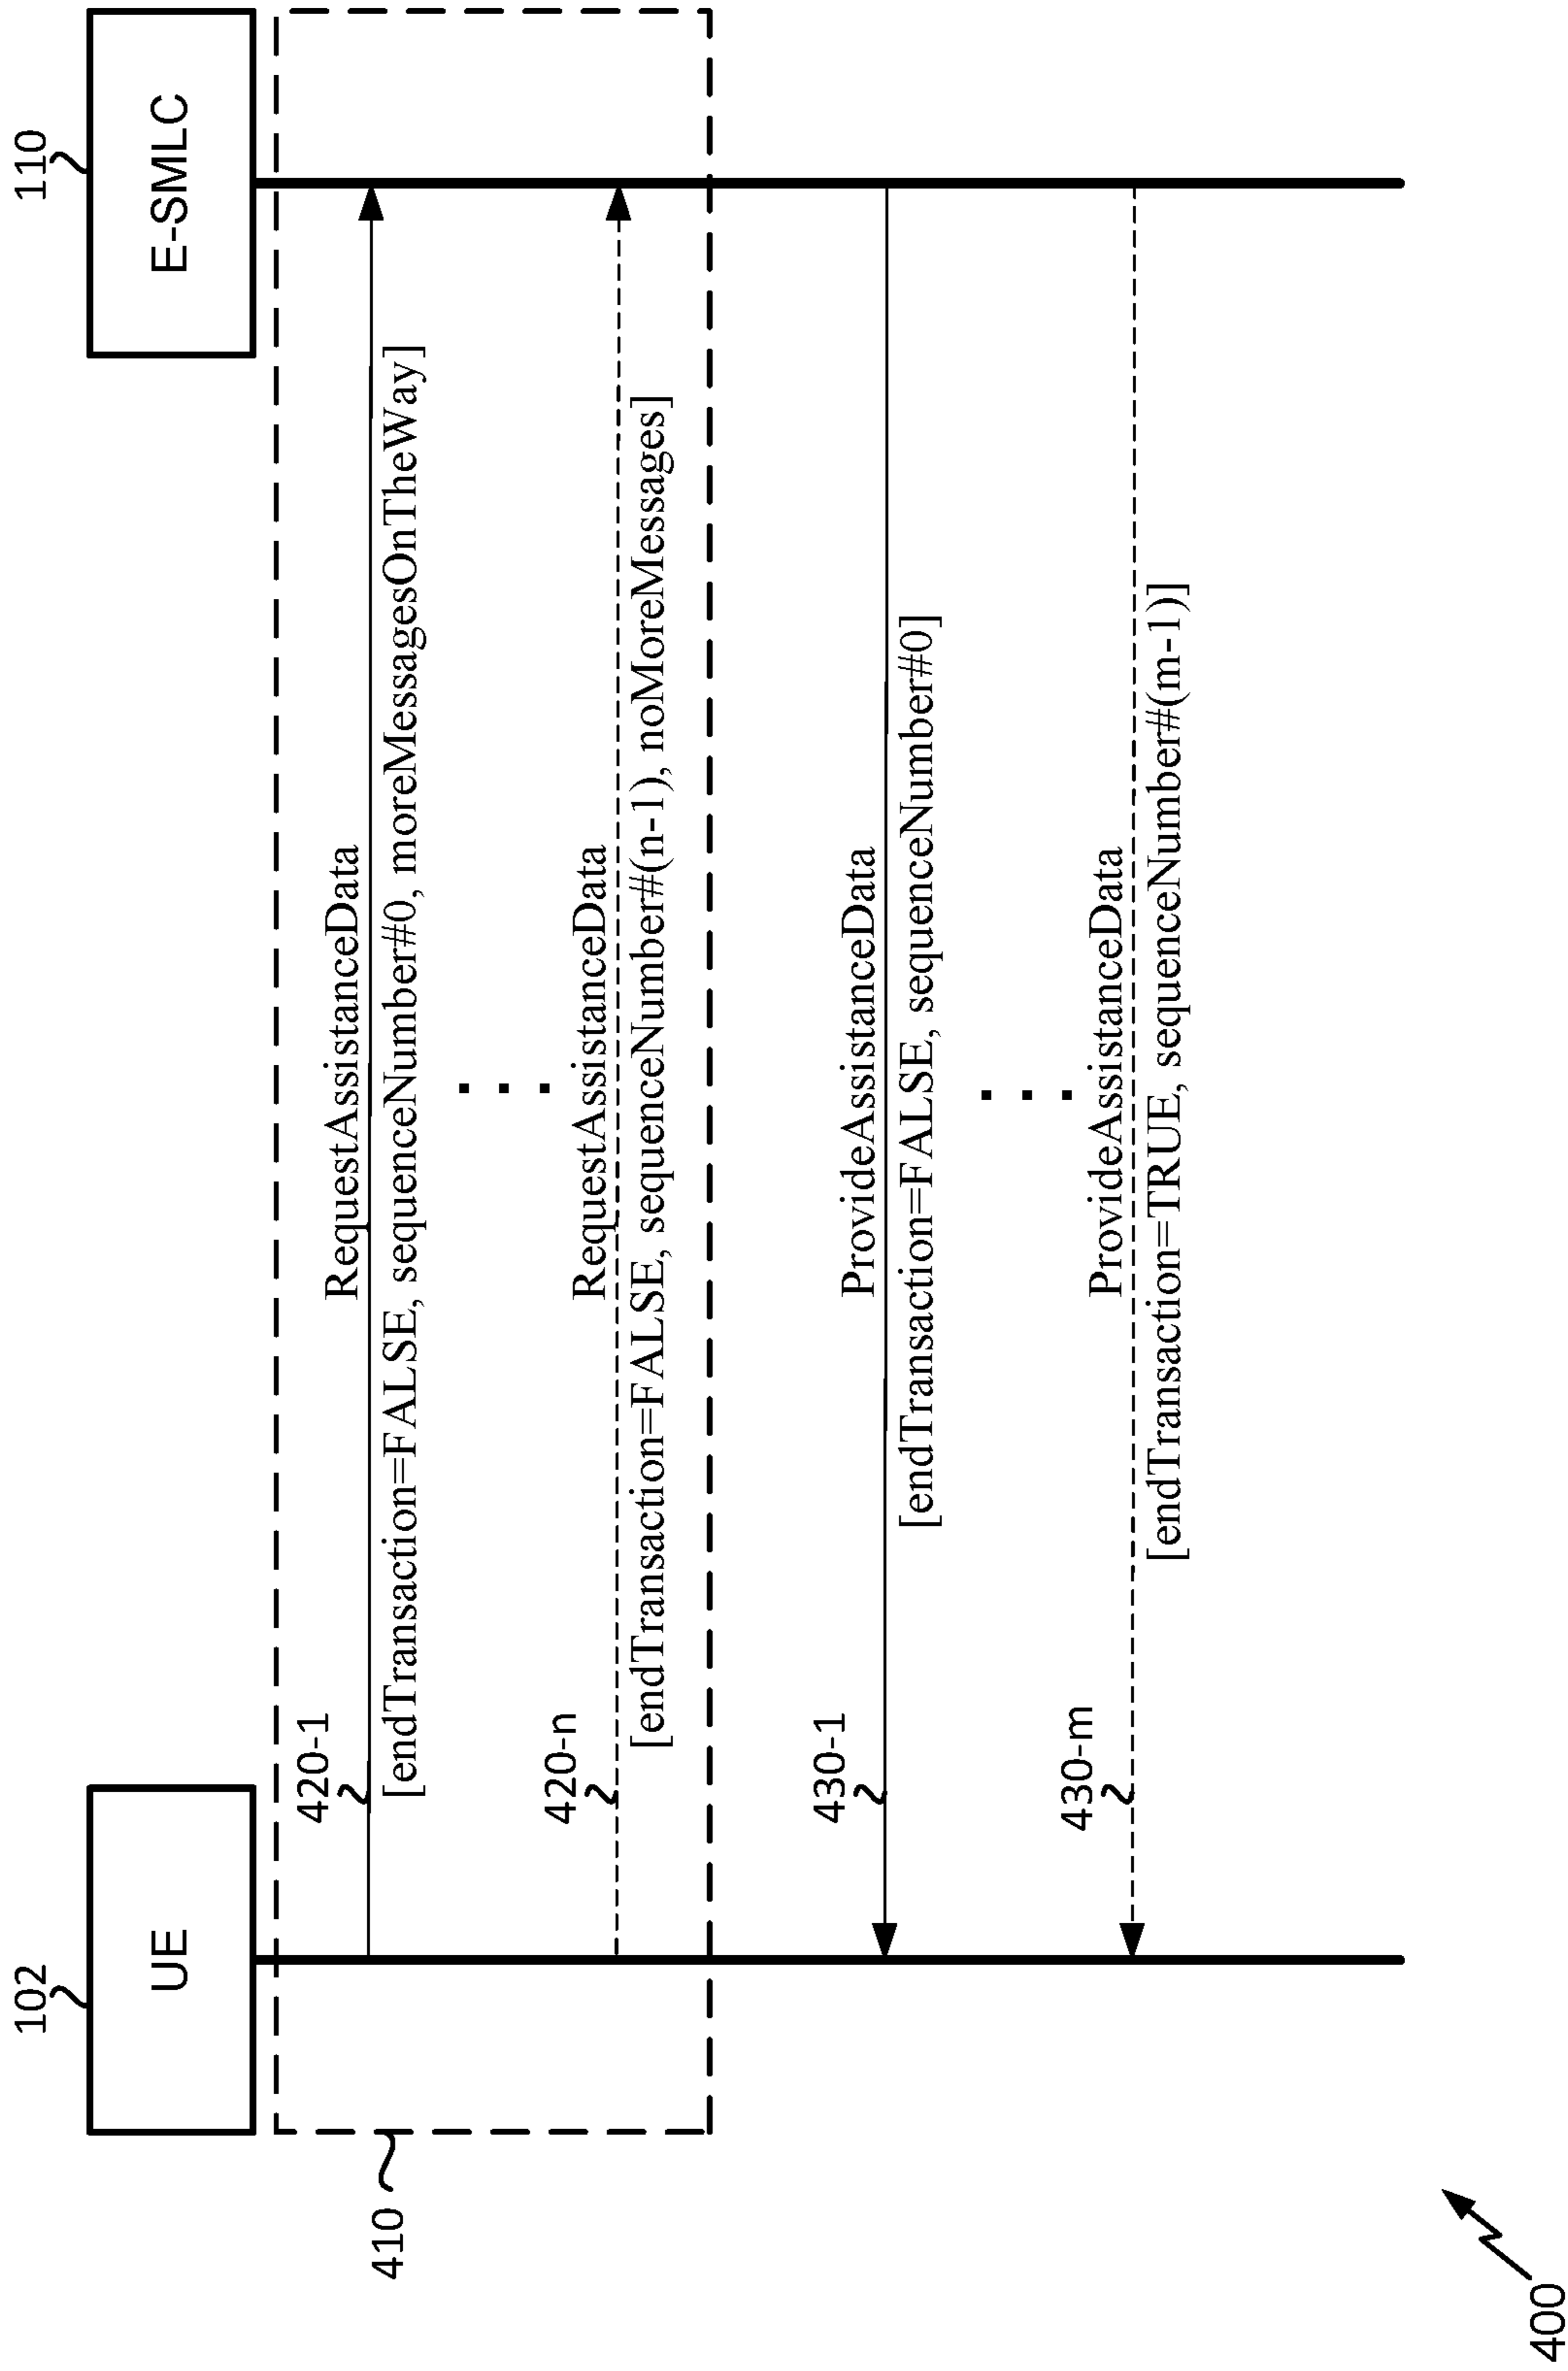 102
110
UE
E-SMLC
410
420-1
RequestAssistanceData
[endTransaction=FALSE, sequenceNumber#0, moreMessagesOnTheWay]
420-n
RequestAssistanceData
[endTransaction=FALSE, sequenceNumber#(n-1), noMoreMessages]
430-1
ProvideAssistanceData
[endTransaction=FALSE, sequenceNumber#0]
430-m
ProvideAssistanceData
[endTransaction=TRUE, sequenceNumber#(m-1)]
400